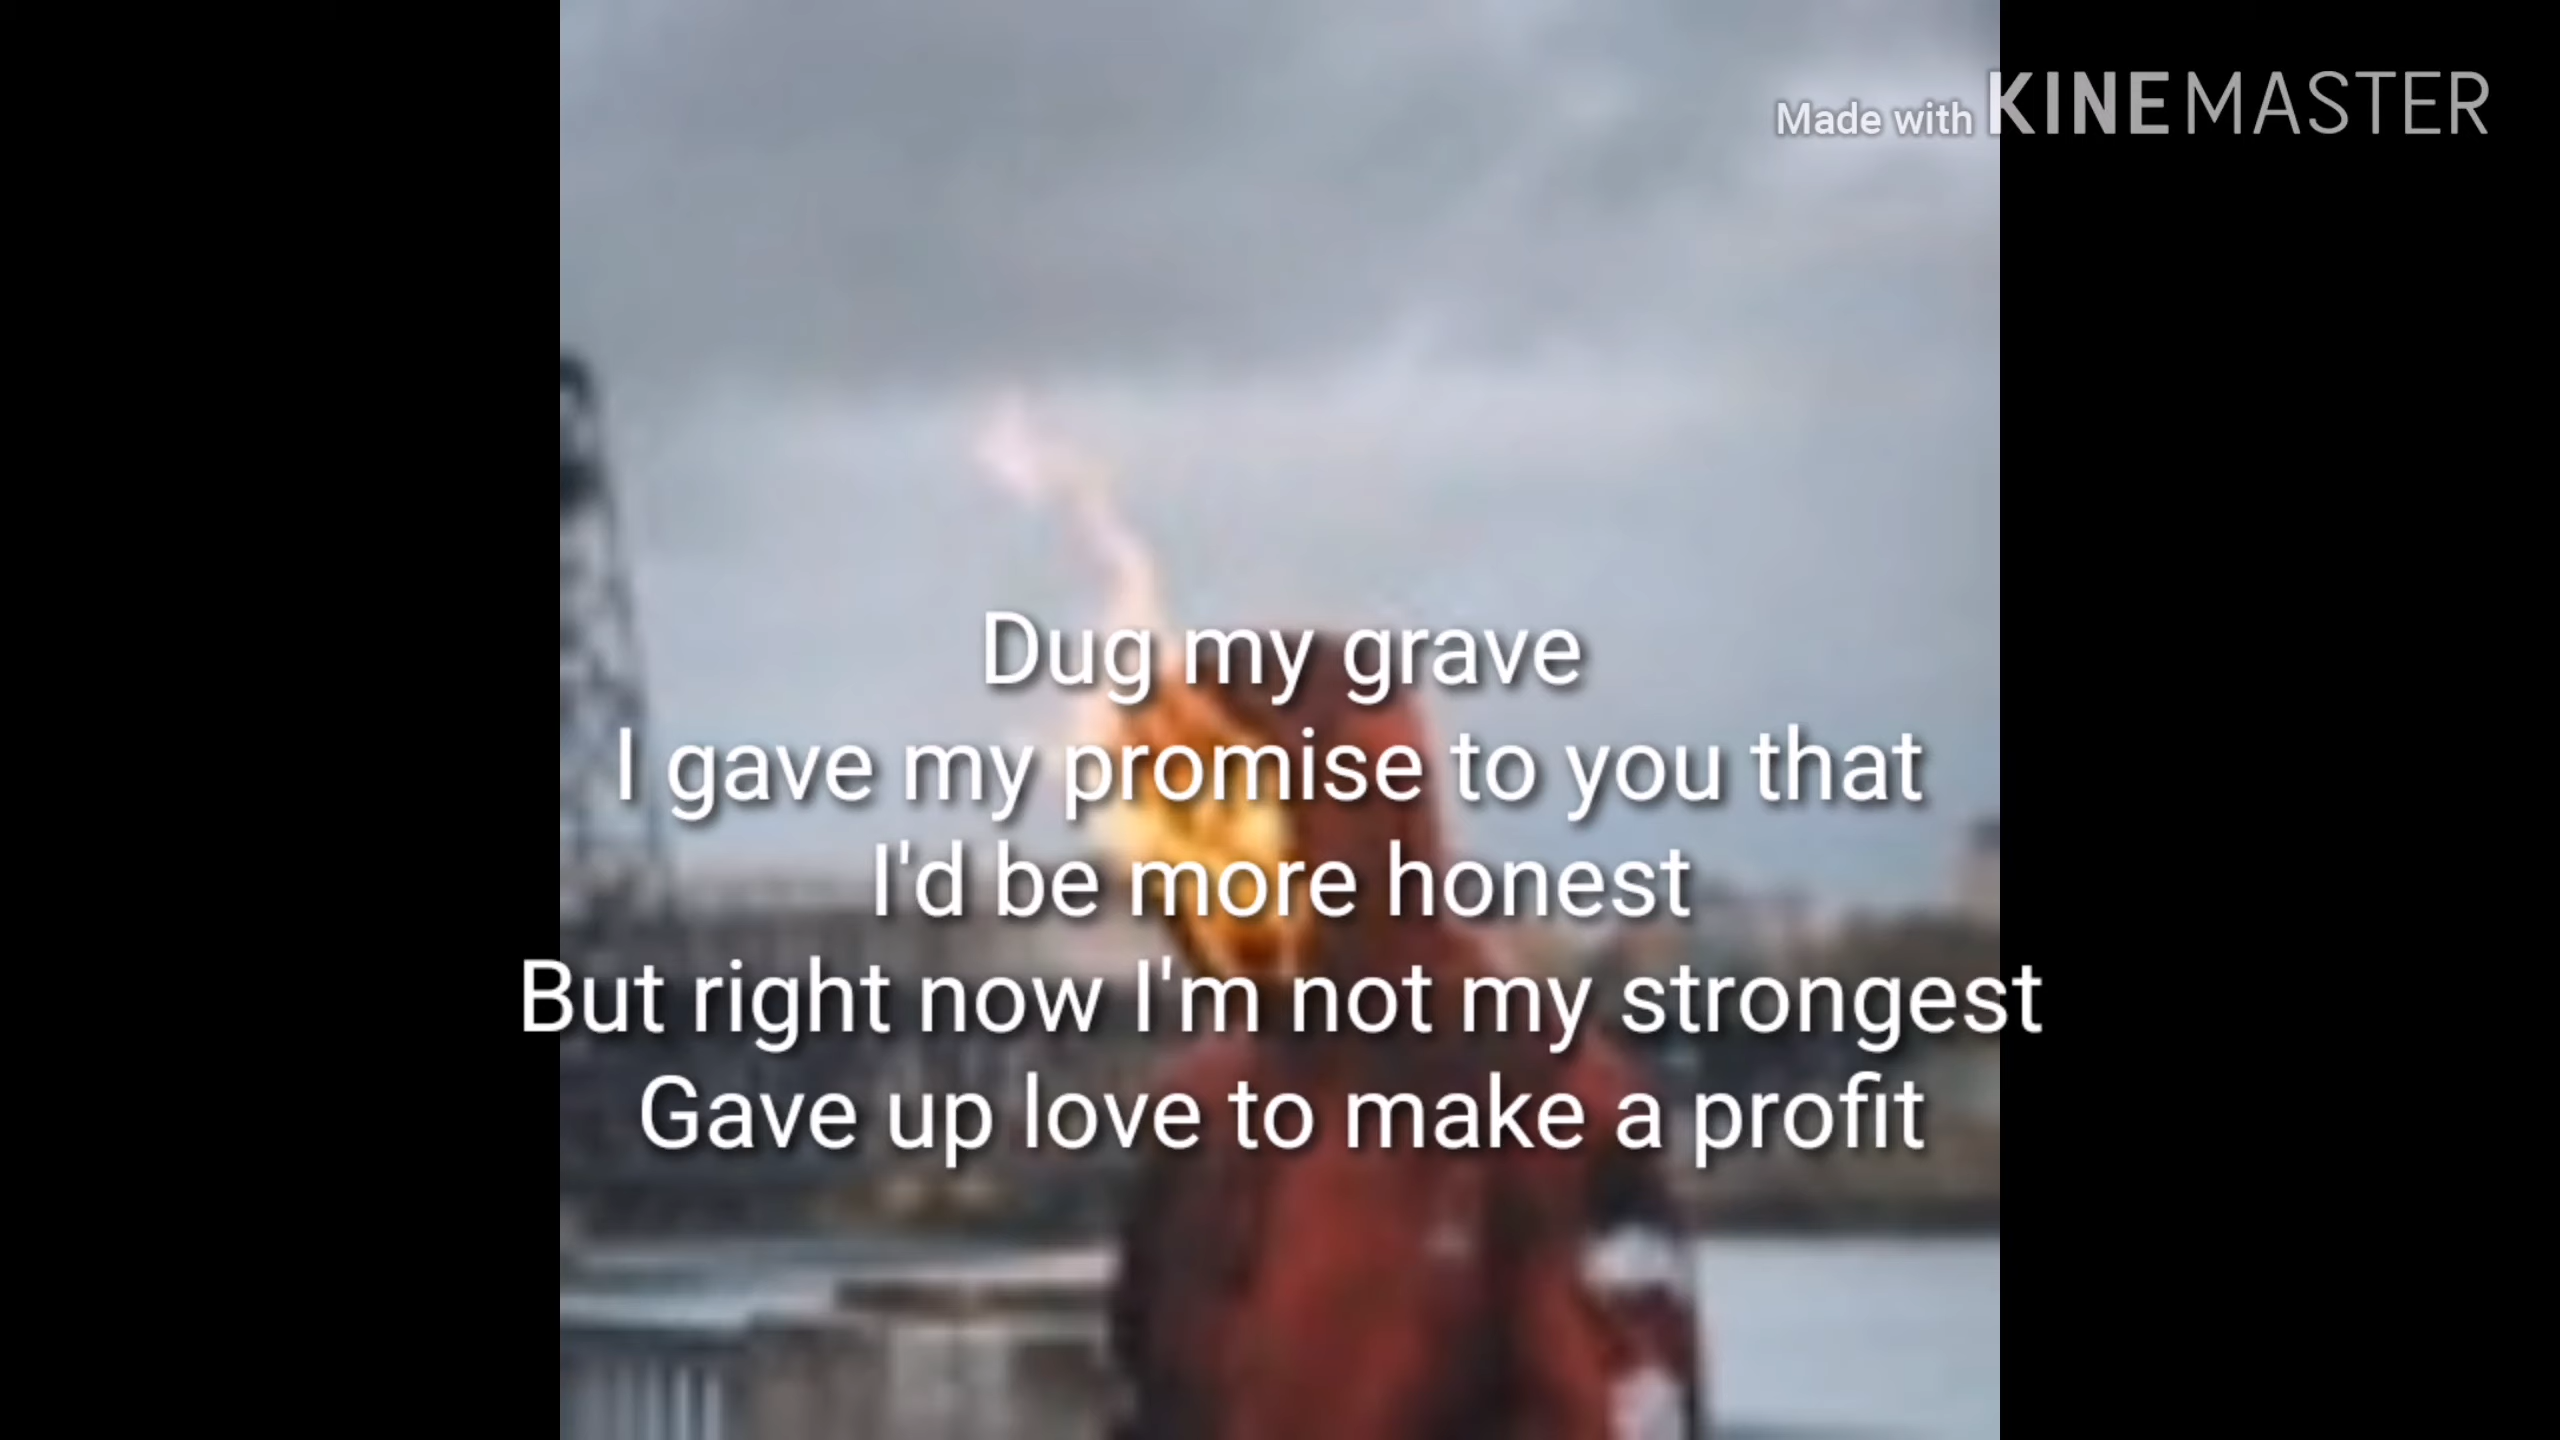 Made with KINEMASTER
Dug my grave
I gave my promise to you that
I'd be more honest
But right now I'm not my strongest
Gave up love to make a profit